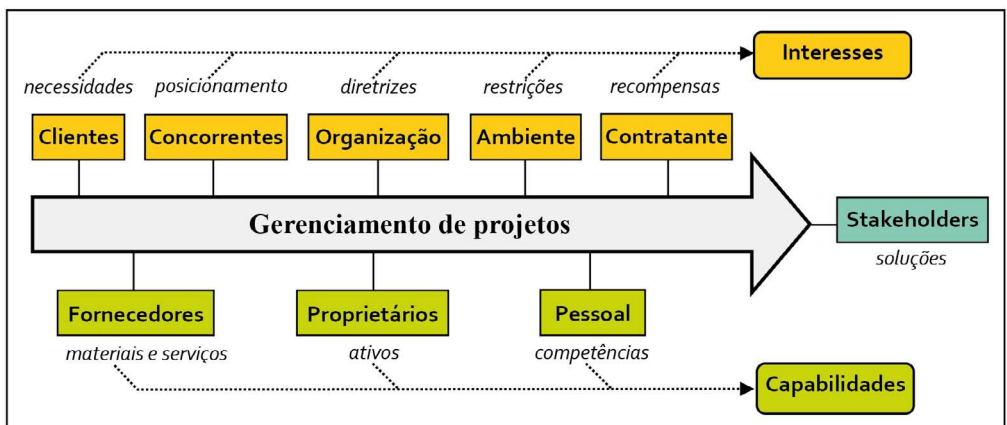 Interesses
necessidades
posicionamento
diretrizes
restrições
recompensas
Clientes
Concorrentes
Organização
Ambiente
Contratante
Gerenciamento de projetos
Stakeholders
soluções
Fornecedores
Proprietários
Pessoal
materiais e serviços
ativos
competências
Capabilidades